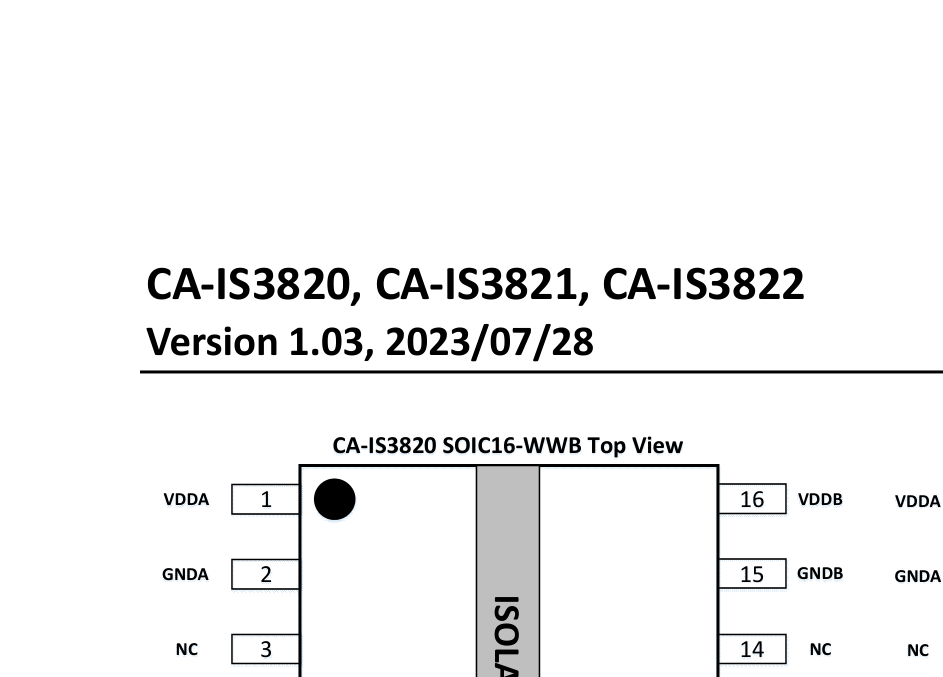 CA-IS3820, CA-IS3821, CA-IS3822
Version 1.03, 2023/07/28
CA-IS3820 SOIC16-WWB Top View
VDDA 1 16 VDDB VDDA
GNDA 2 15 GNDB GNDA
NC 3 14 NC NC
ISOLA